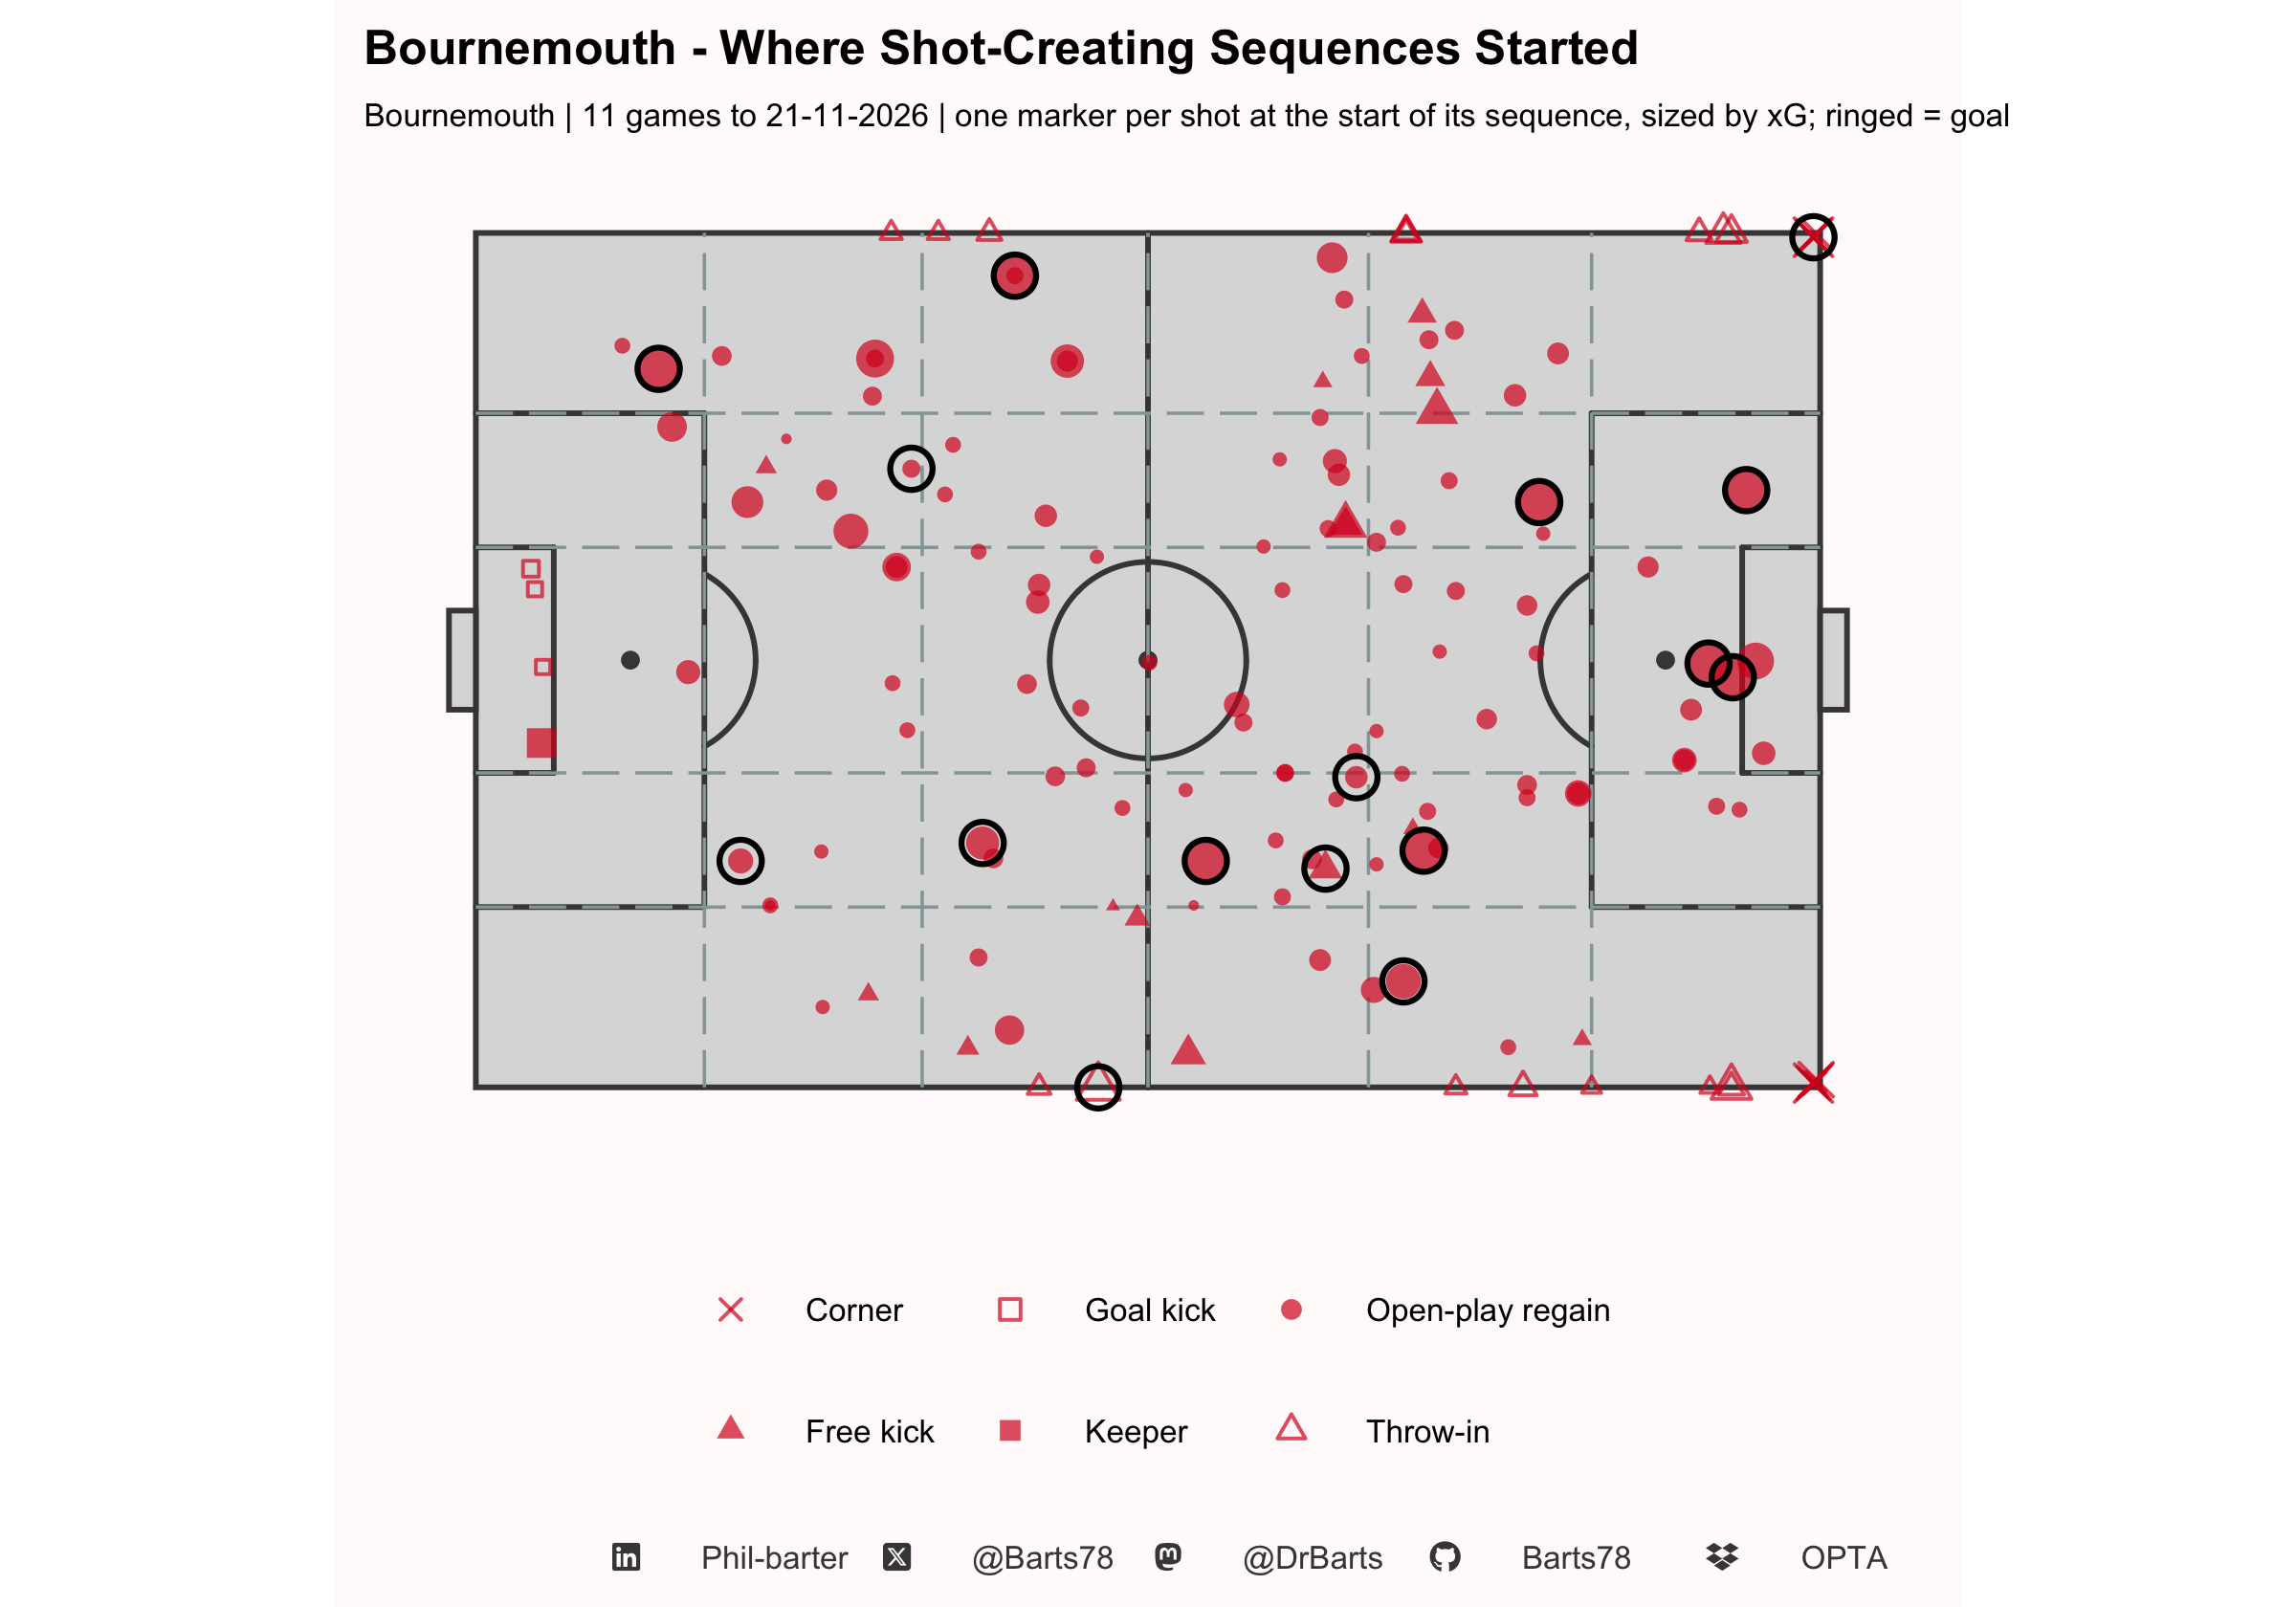 Bournemouth - Where Shot-Creating Sequences Started
Bournemouth | 11 games to 21-11-2026 | one marker per shot at the start of its sequence, sized by xG; ringed = goal
Corner Goal kick Open-play regain
Free kick Keeper Throw-in
Phil-barter @Barts78 @DrBarts Barts78 OPTA